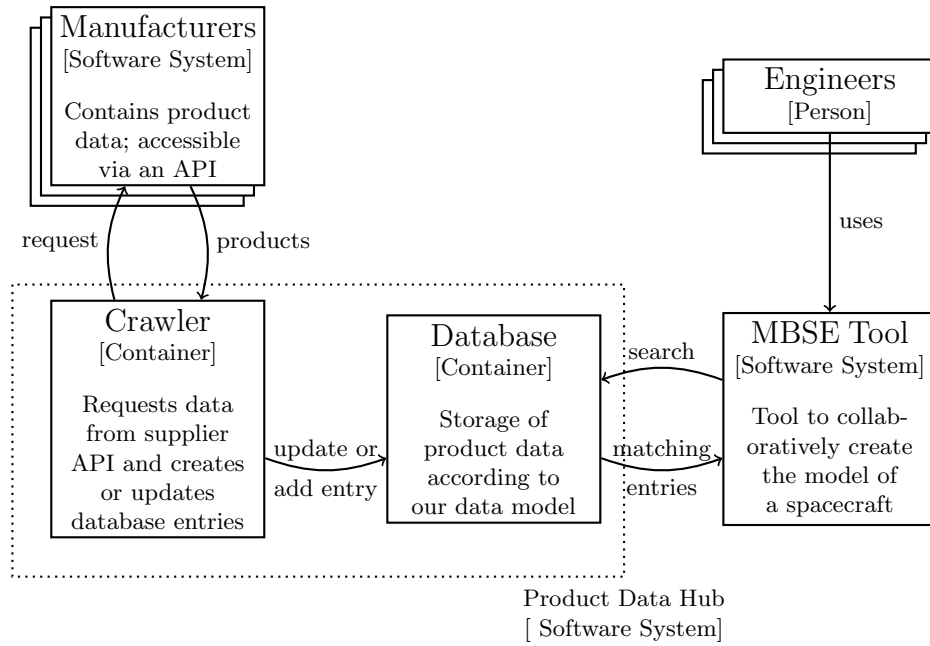 Manufacturers
[Software System]
Contains product
data; accessible
via an API
Engineers
[Person]
request
products
uses
Crawler
[Container]
Requests data
from supplier
API and creates
or updates
database entries
update or
add entry
Database
[Container]
Storage of
product data
according to
our data model
search
matching
entries
MBSE Tool
[Software System]
Tool to collab-
oratively create
the model of
a spacecraft
Product Data Hub
[ Software System]